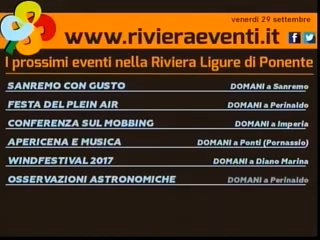 venerdì 29 settembre
www.rivieraeventi.it
I prossimi eventi nella Riviera Ligure di Ponente
SANREMO CON GUSTO DOMANI a Sanremo
FESTA DEL PLEIN AIR DOMANI a Perinaldo
CONFERENZA SUL MOBBING DOMANI a Imperia
APERICENA E MUSICA DOMANI a Ponti (Pornassio)
WINDFESTIVAL 2017 DOMANI a Diano Marina
OSSERVAZIONI ASTRONOMICHE DOMANI a Perinaldo